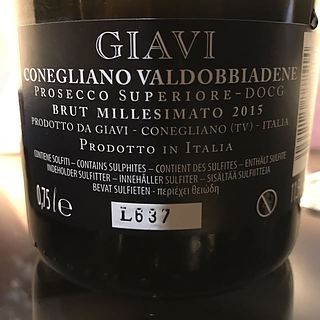 GIAVI
CONEGLIANO VALDOBBIADENE
PROSECCO SUPERIORE-DOCG
BRUT MILLESIMATO 2015
PRODOTTO DA GIAVI - CONEGLIANO (TV) - ITALIA
PRODOTTO IN ITALIA
CONTIENE SOLFITI - CONTAINS SULPHITES - CONTIENT DES SULFITES - ENTHÄLT SULFITE
INDEHOLDER SULFITTER - INNEHÅLLER SULFITER - SISÄLTÄÄ SULFIITTEJA
BEVAT SULFIETEN - περιέχει θειώδη
0,75 l e
L637